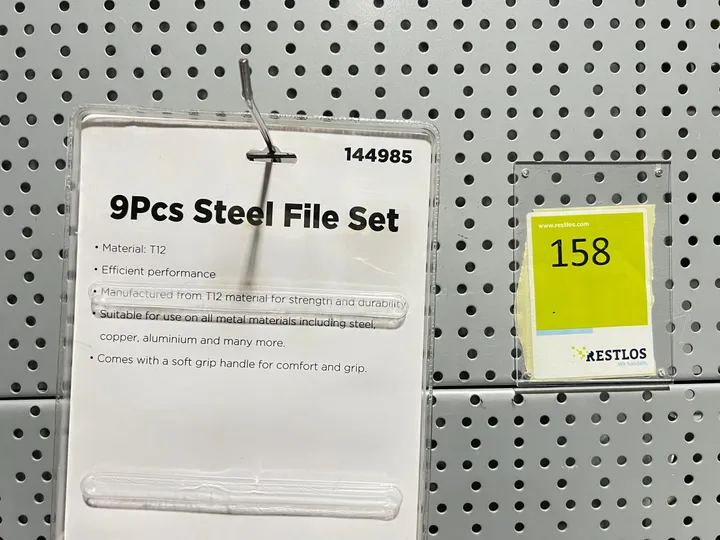 144985
9Pcs Steel File Set
• Material: T12
• Efficient performance
• Manufactured from T12 material for strength and durability
• Suitable for use on all metal materials including steel,
copper, aluminium and many more.
• Comes with a soft grip handle for comfort and grip.
www.restlos.com
158
RESTLOS